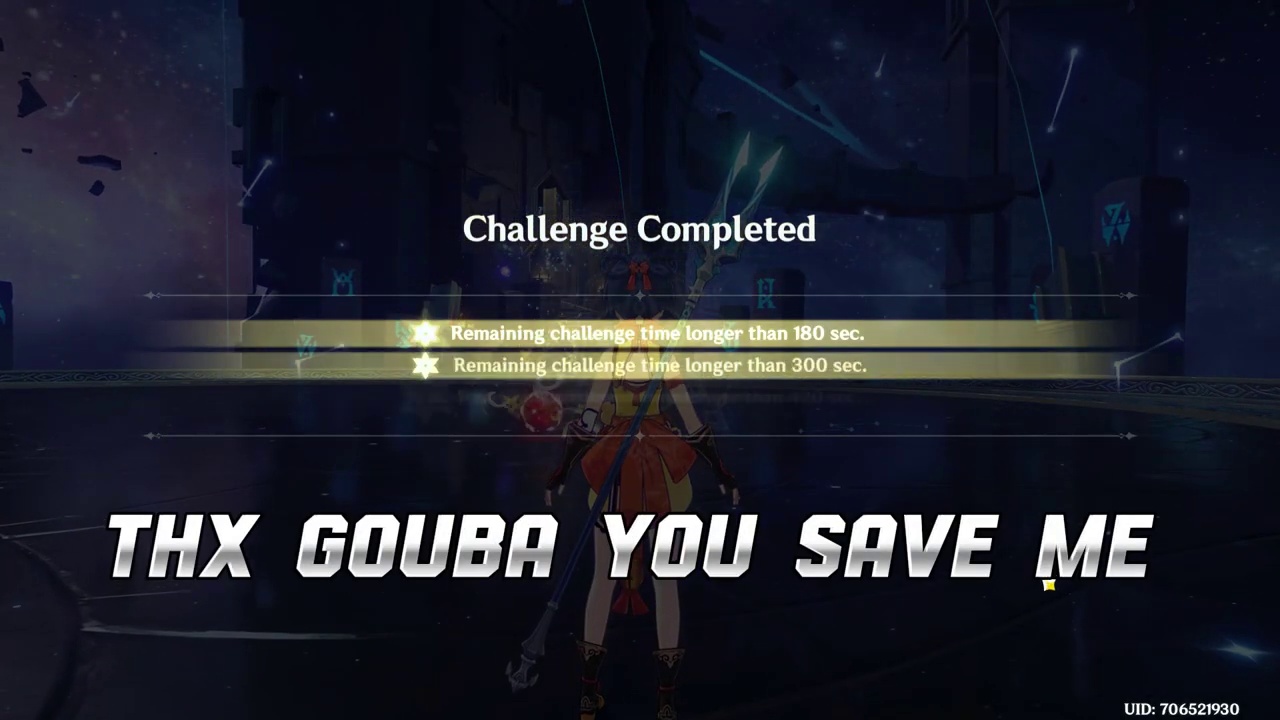 Challenge Completed
Remaining challenge time longer than 180 sec.
Remaining challenge time longer than 300 sec.
THX GOUBA YOU SAVE ME
UID: 706521930